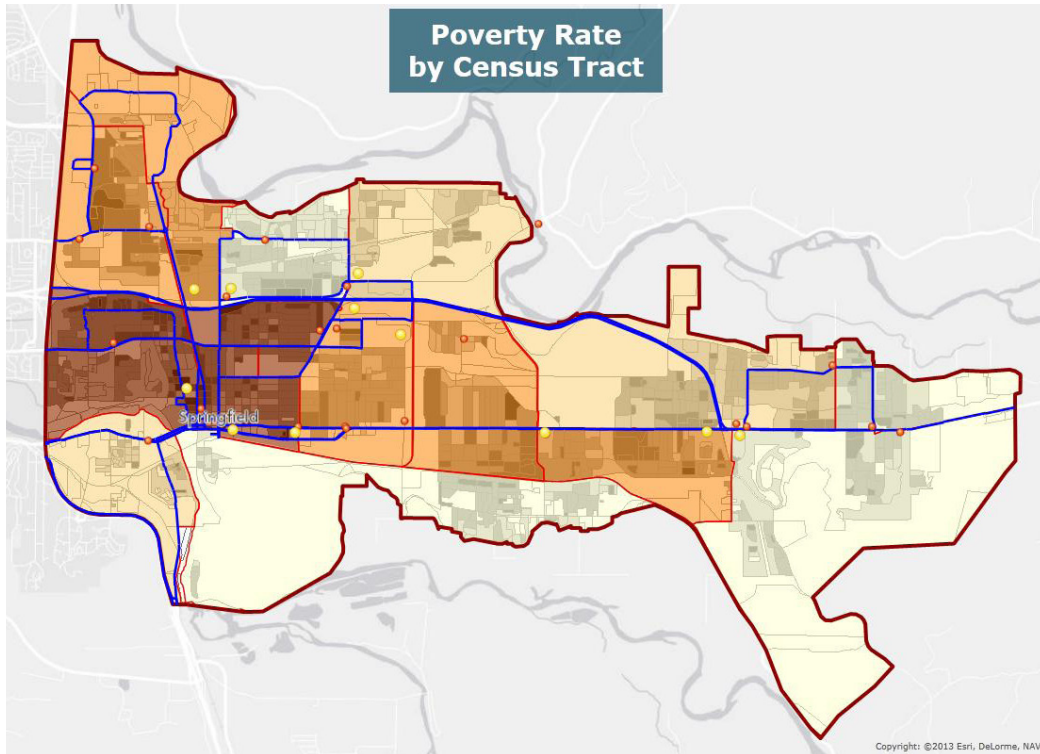 Poverty Rate
by Census Tract
Springfield
Copyright: ©2013 Esri, DeLorme, NAV